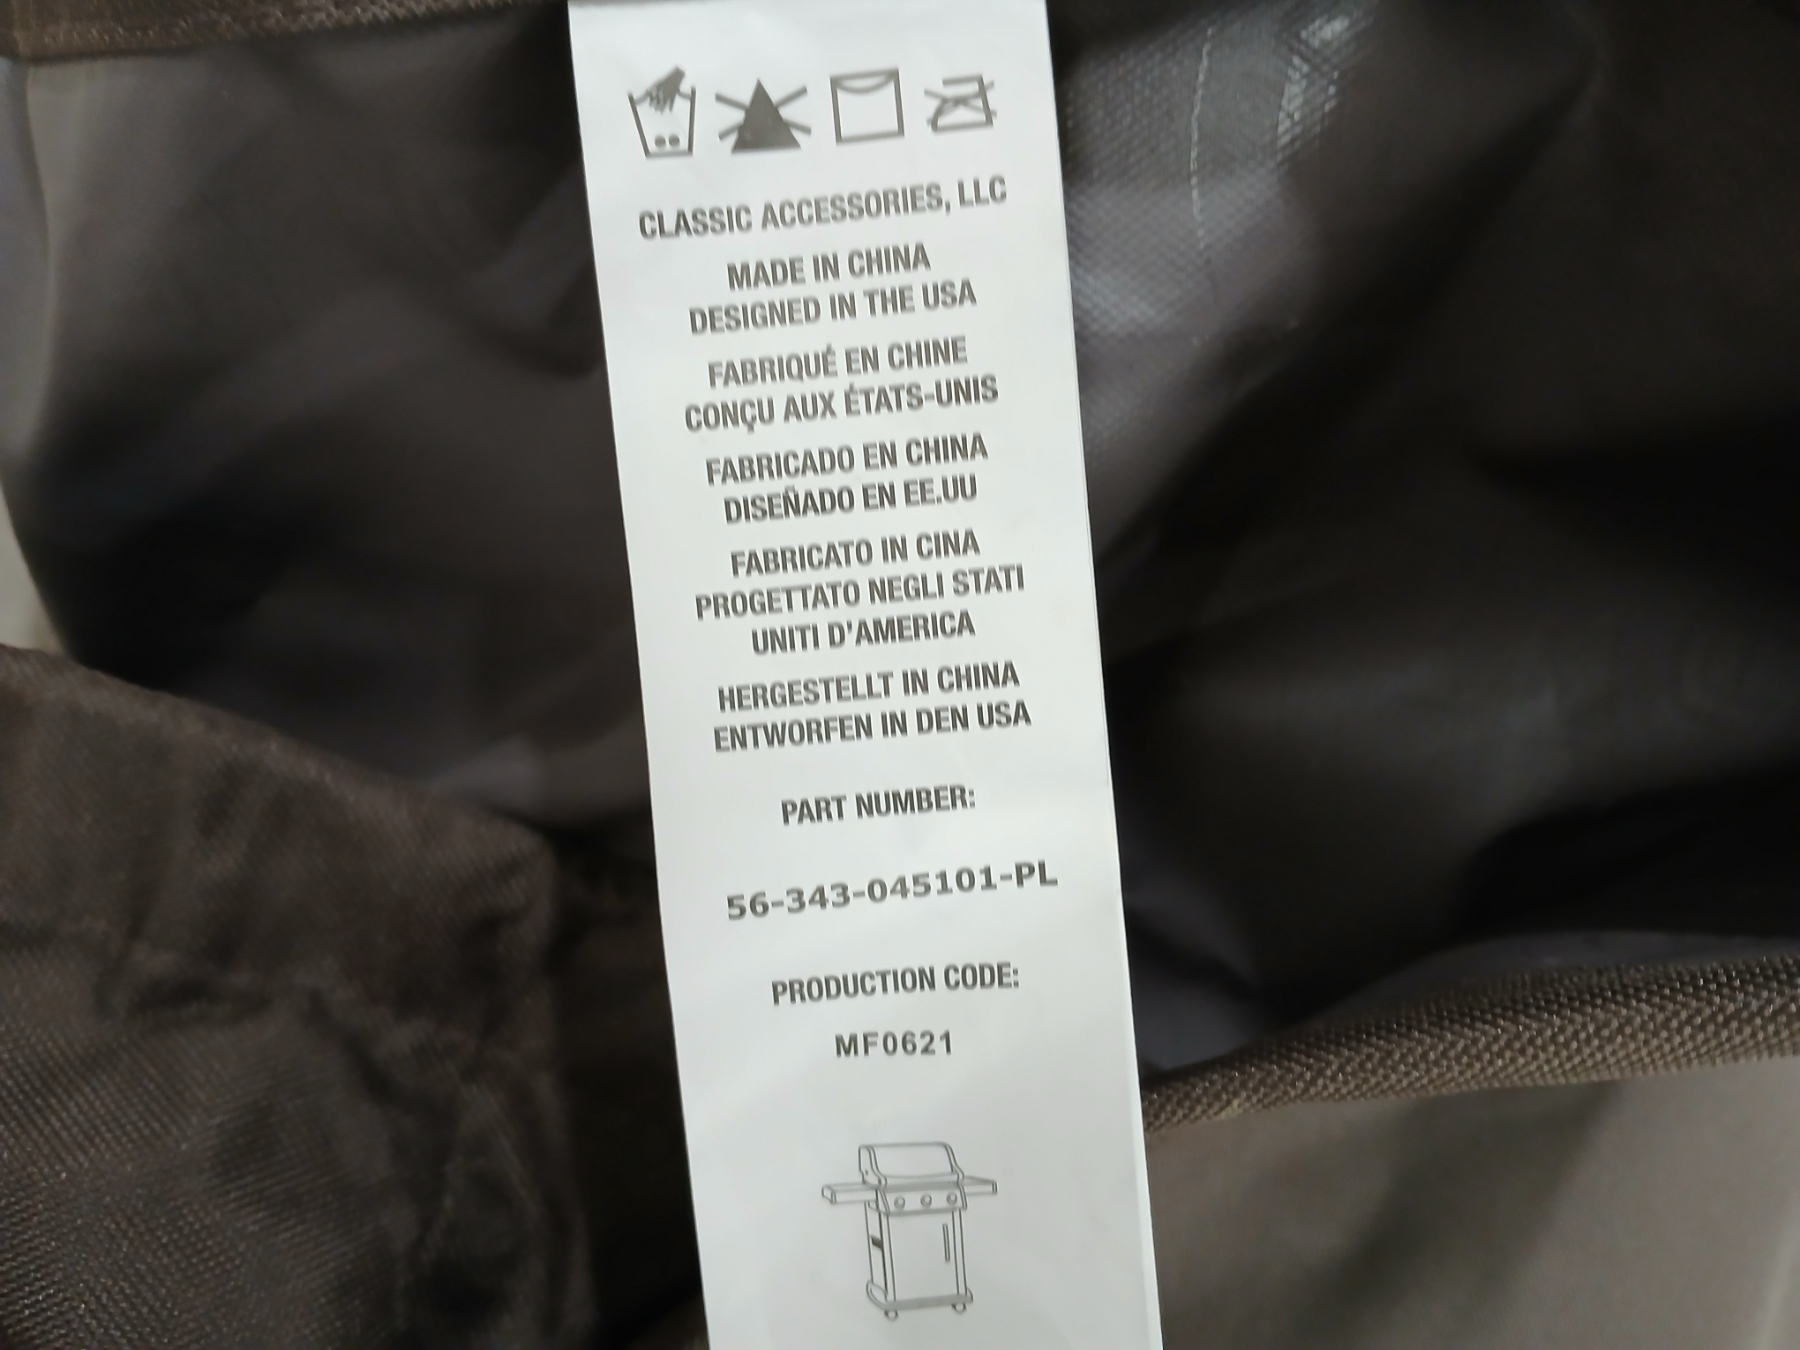 CLASSIC ACCESSORIES, LLC
MADE IN CHINA
DESIGNED IN THE USA
FABRIQUÉ EN CHINE
CONÇU AUX ÉTATS-UNIS
FABRICADO EN CHINA
DISEÑADO EN EE.UU
FABRICATO IN CINA
PROGETTATO NEGLI STATI
UNITI D'AMERICA
HERGESTELLT IN CHINA
ENTWORFEN IN DEN USA
PART NUMBER:
56-343-045101-PL
PRODUCTION CODE:
MF0621